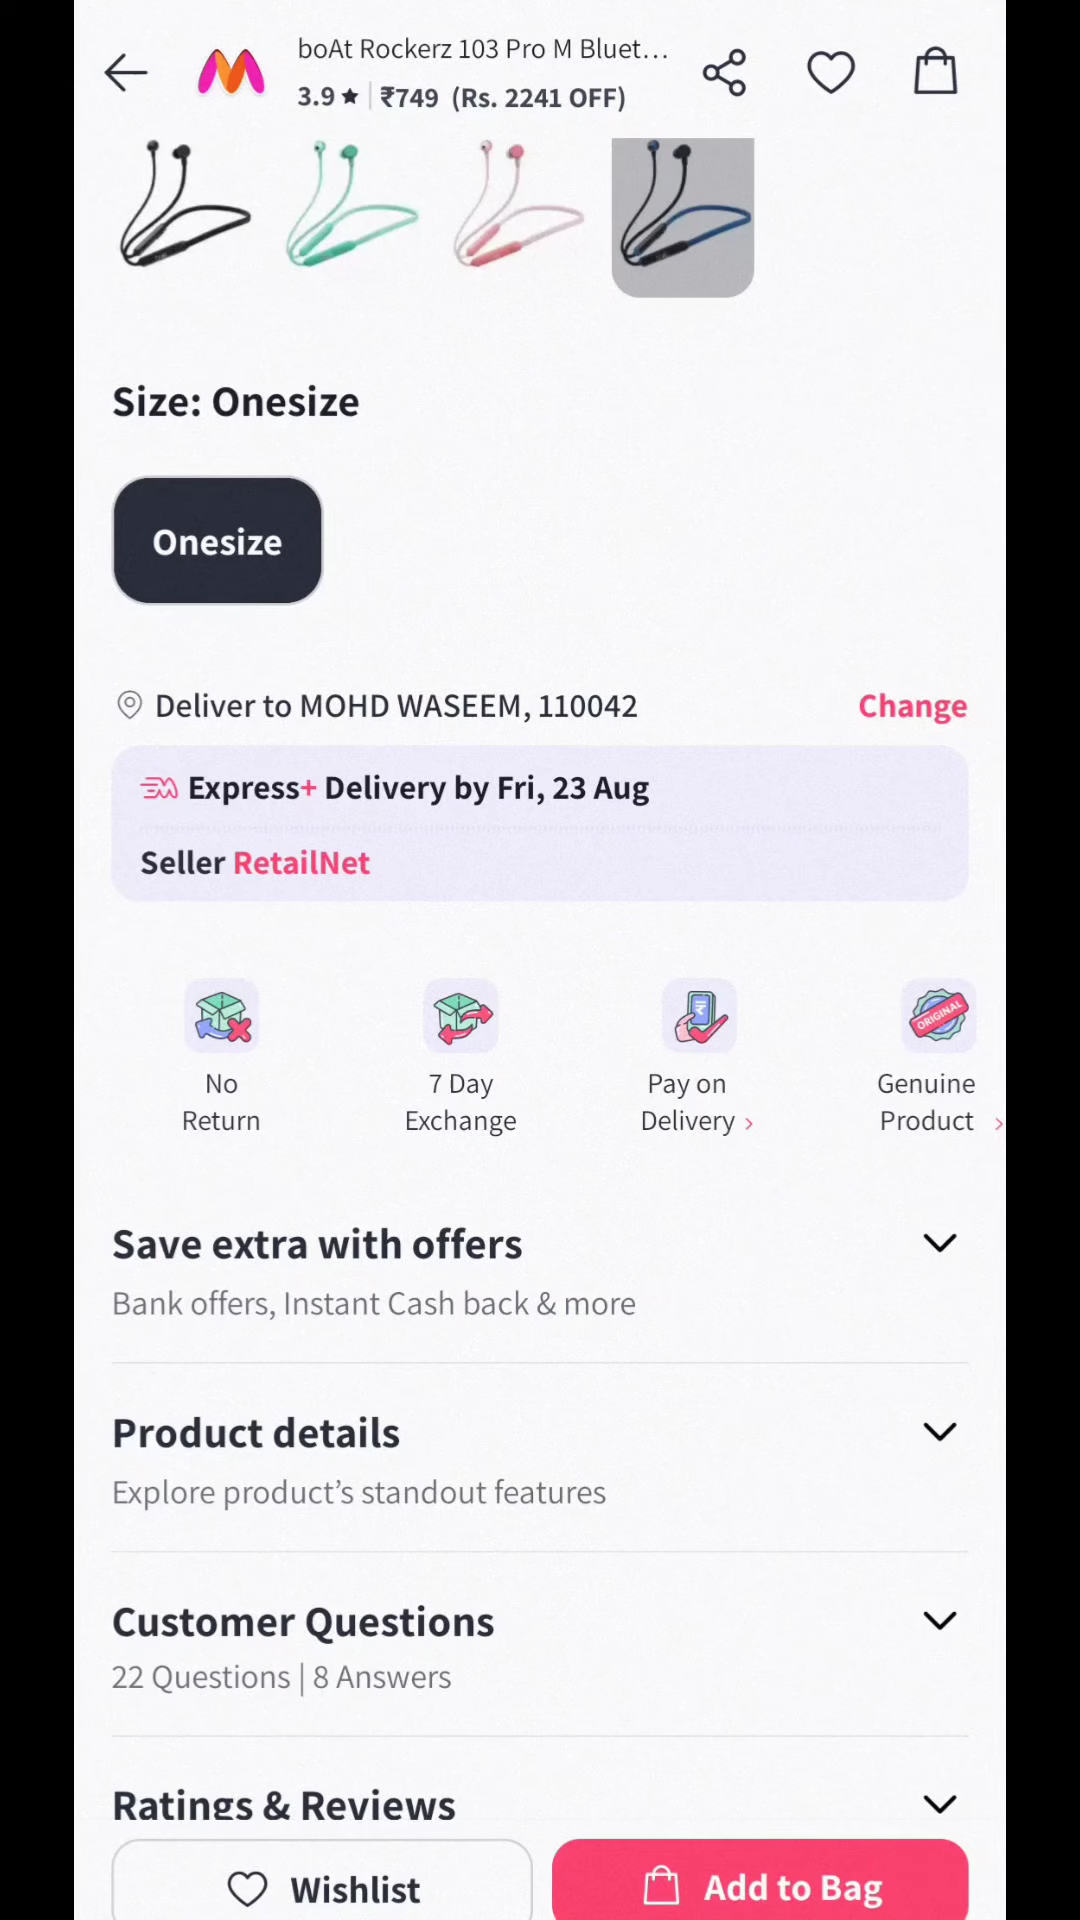 boAt Rockerz 103 Pro M Bluet...
3.9 ★ | ₹749 (Rs. 2241 OFF)
Size: Onesize
Onesize
Deliver to MOHD WASEEM, 110042
Change
Express+ Delivery by Fri, 23 Aug
Seller RetailNet
No
Return
7 Day
Exchange
Pay on
Delivery >
ORIGINAL
Genuine
Product >
Save extra with offers
Bank offers, Instant Cash back & more
Product details
Explore product's standout features
Customer Questions
22 Questions | 8 Answers
Ratings & Reviews
Wishlist
Add to Bag